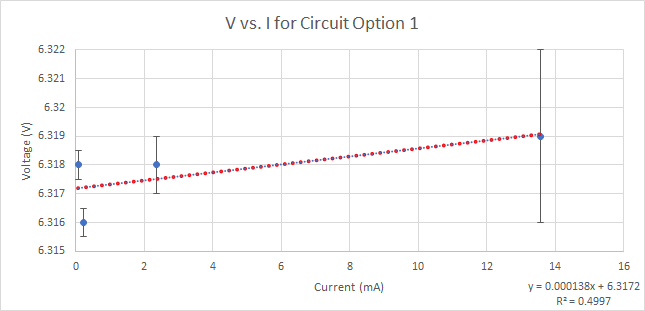 V vs. I for Circuit Option 1
6.322
6.321
6.32
6.319
6.318
6.317
6.316
6.315
Voltage (V)
0 2 4 6 8 10 12 14 16
Current (mA)
y = 0.000138x + 6.3172
R² = 0.4997